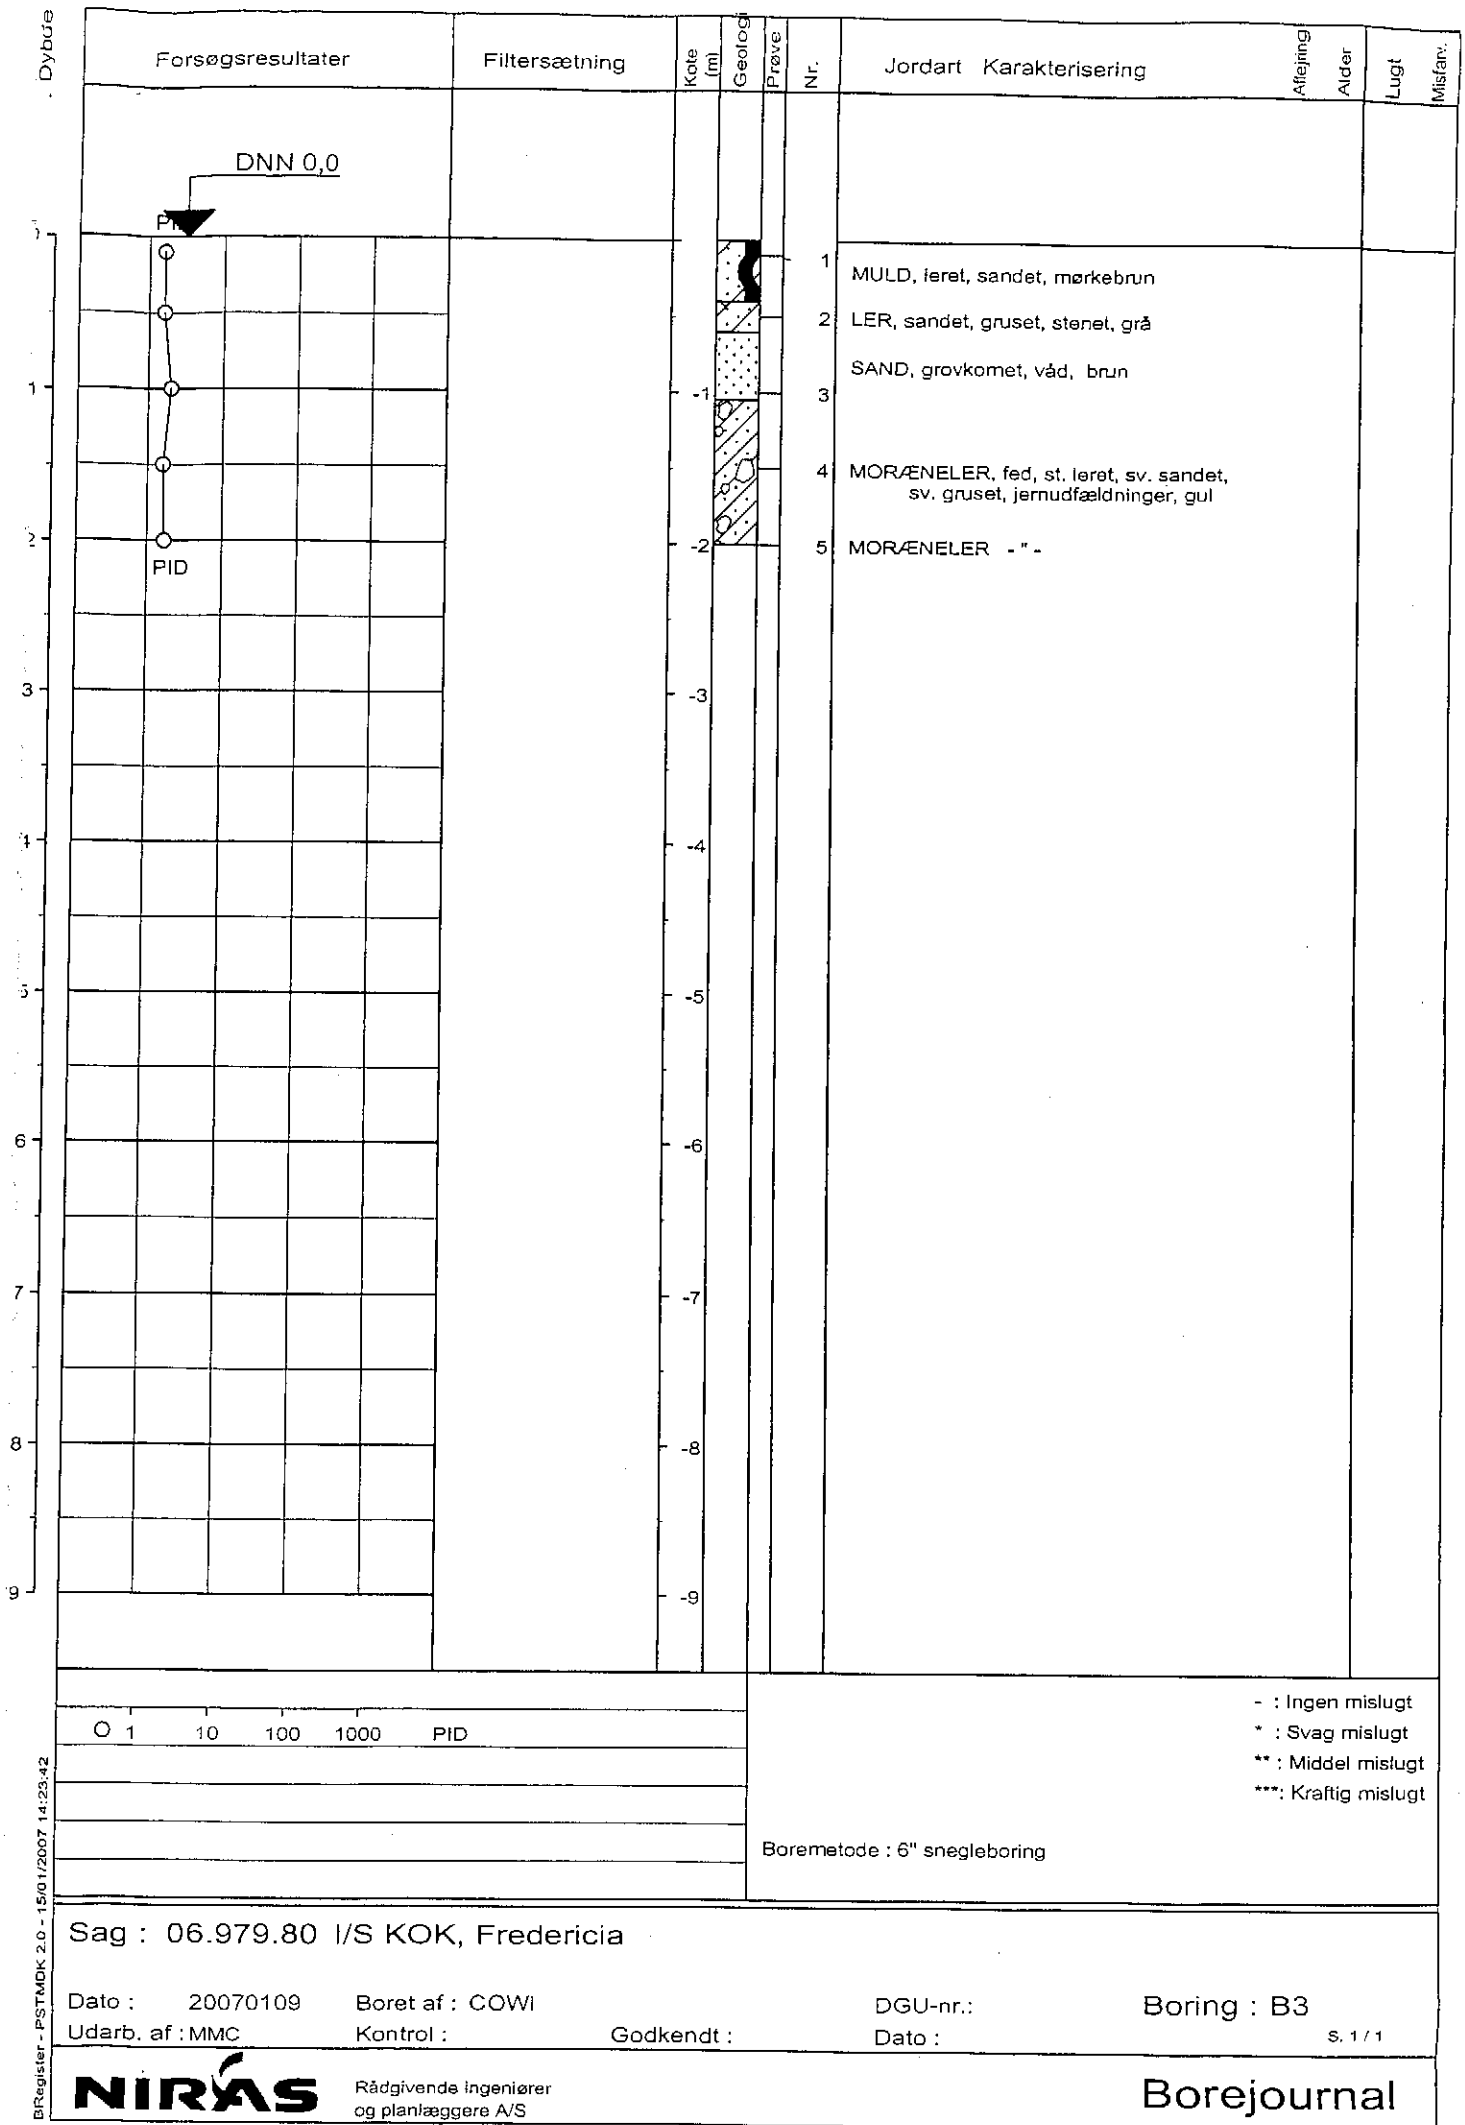 Dybde
Forsøgsresultater
Filtersætning
Kote (m)
Geologi
Prøve
Nr.
Jordart Karakterisering
Aflejring
Alder
Lugt
Misfarv.
DNN 0,0
1
MULD, leret, sandet, mørkebrun
2 LER, sandet, gruset, stenet, grå
SAND, grovkornet, våd, brun
1 -1 3
4 MORÆNELER, fed, st. leret, sv. sandet,
sv. gruset, jernudfældninger, gul
2 -2 5 MORÆNELER - " -
PID
3 -3
4 -4
5 -5
6 -6
7 -7
8 -8
9 -9
- : Ingen mislugt
O 1 10 100 1000 PID
* : Svag mislugt
** : Middel mislugt
***: Kraftig mislugt
Boremetode : 6" snegleboring
BRegister - PSTMDK 2.0 - 15/01/2007 14:23:42
Sag : 06.979.80 I/S KOK, Fredericia
Dato : 20070109 Boret af : COWI DGU-nr.: Boring : B3
Udarb. af : MMC Kontrol : Godkendt : Dato : S. 1 / 1
NIRAS
Rådgivende ingeniører
og planlæggere A/S
Borejournal